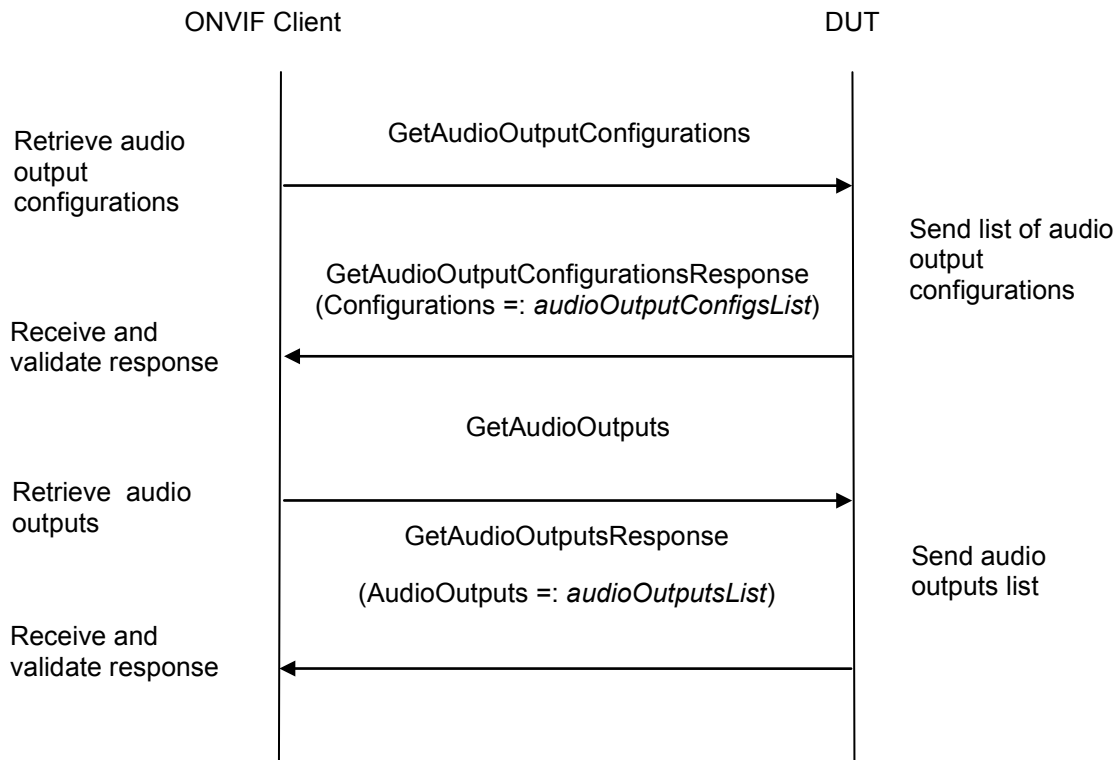 ONVIF Client
DUT
Retrieve audio
output
configurations
GetAudioOutputConfigurations
Send list of audio
output
configurations
GetAudioOutputConfigurationsResponse
(Configurations =: audioOutputConfigsList)
Receive and
validate response
GetAudioOutputs
Retrieve  audio
outputs
GetAudioOutputsResponse
(AudioOutputs =: audioOutputsList)
Send audio
outputs list
Receive and
validate response